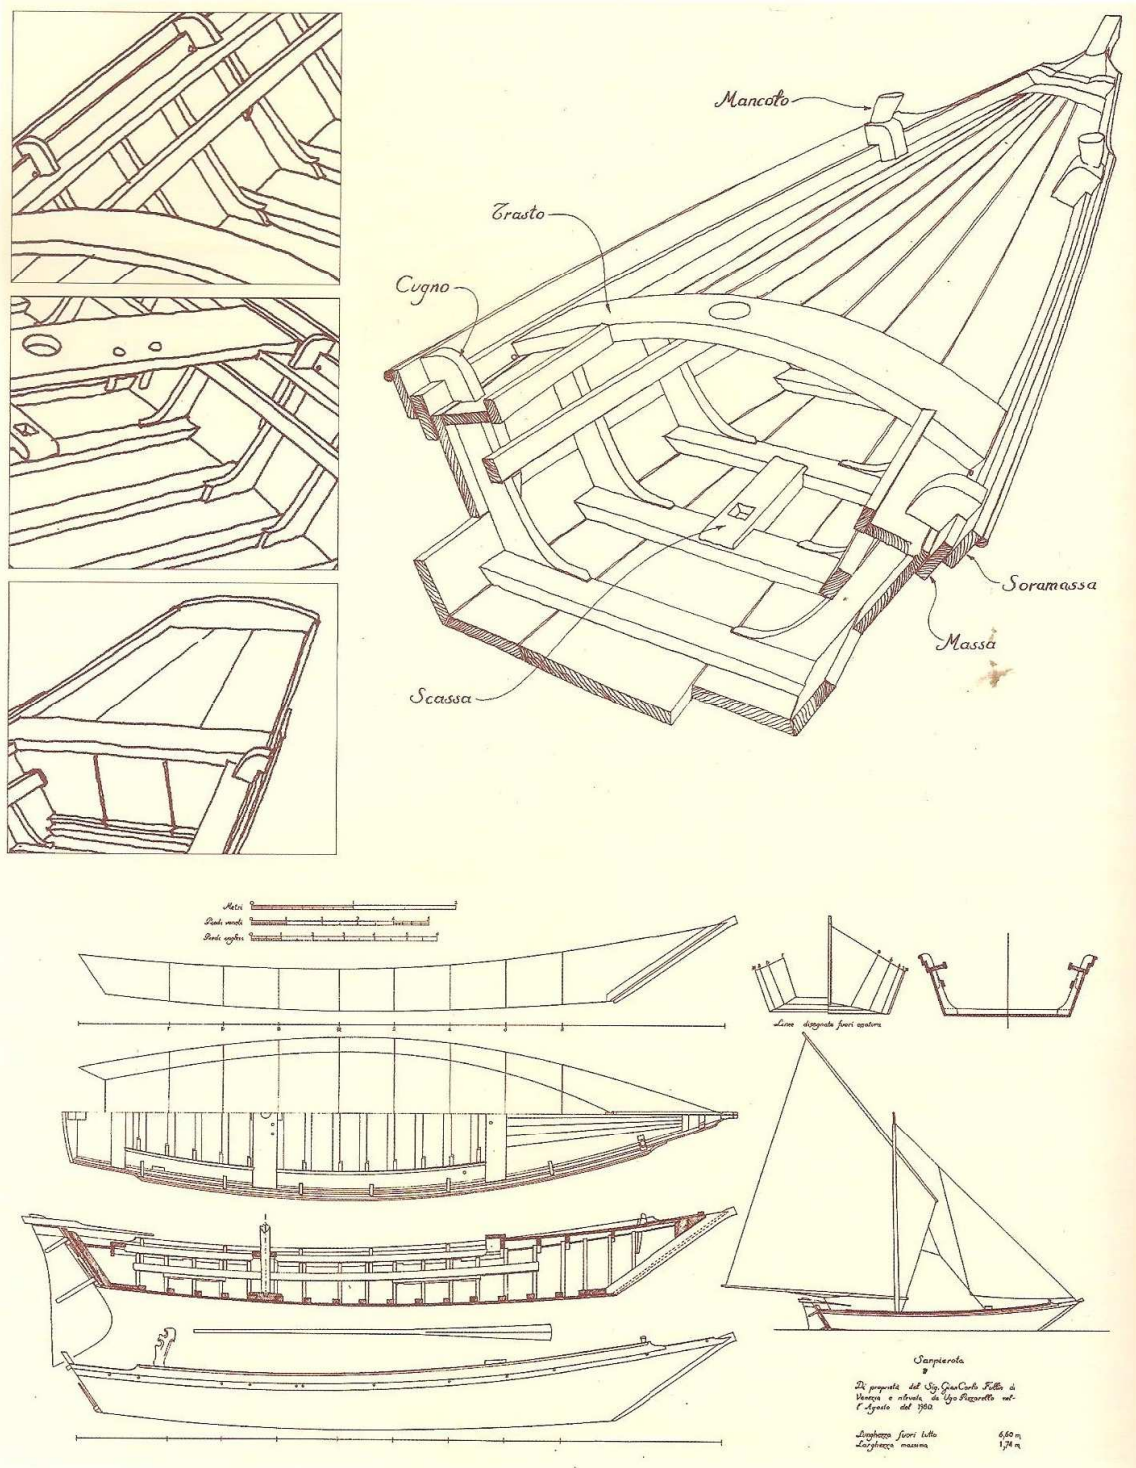 Mancolo
Trasto
Cugno
Soramassa
Massa
Scassa
Metri
Piedi veneti
Piedi inglesi
Linee disegnate fuori ossatura
Sanpierota
Di proprietà del Sig. GianCarlo di
Venezia e rilevata da Ugo Pizzarello nel-
l'Agosto del 1980
Lunghezza fuori tutto 6,60 m
Larghezza massima 1,74 m